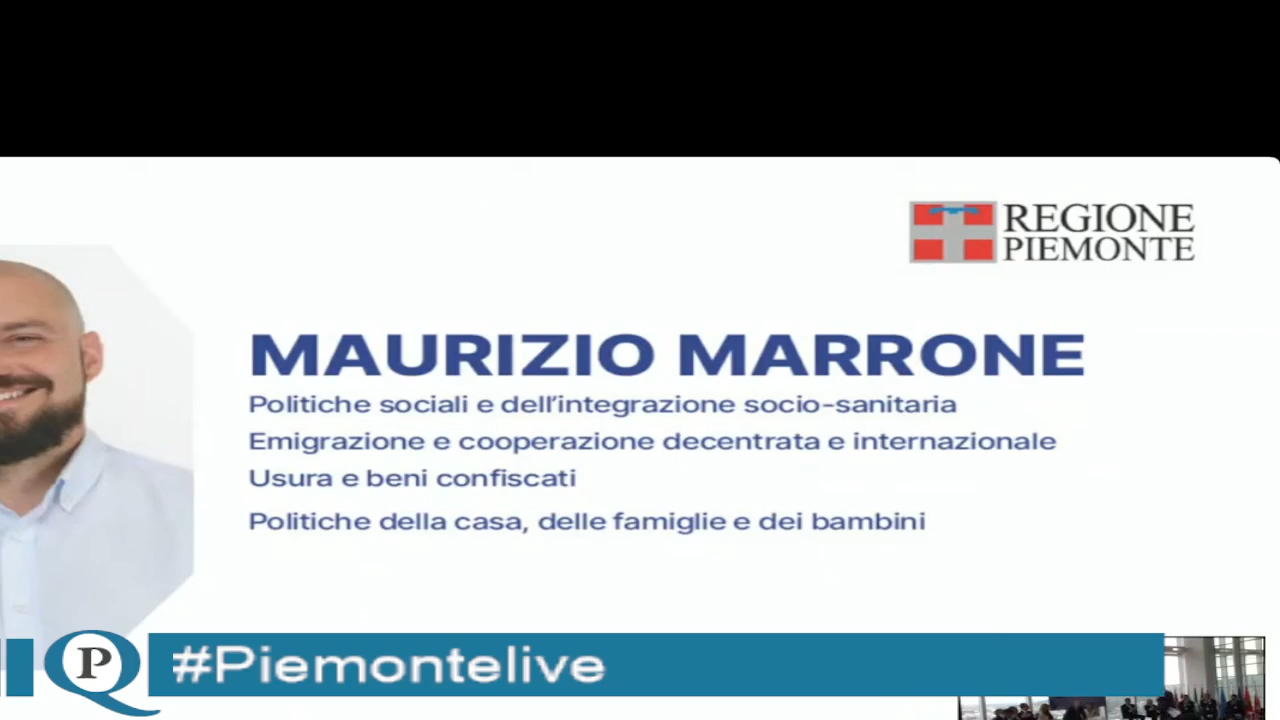 REGIONE
PIEMONTE
MAURIZIO MARRONE
Politiche sociali e dell'integrazione socio-sanitaria
Emigrazione e cooperazione decentrata e internazionale
Usura e beni confiscati
Politiche della casa, delle famiglie e dei bambini
P
#Piemontelive